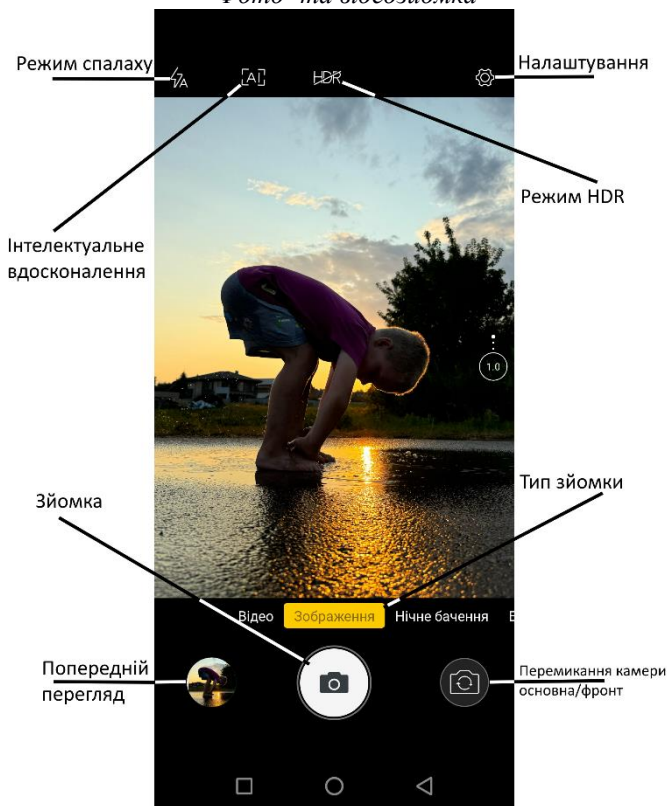 Фото- та відеозйомка
Режим спалаху
Налаштування
A
[AI]
HDR
Режим HDR
Інтелектуальне
вдосконалення
1.0
Тип зйомки
Зйомка
Відео Зображення Нічне бачення
Попередній
перегляд
Перемикання камери
основна/фронт